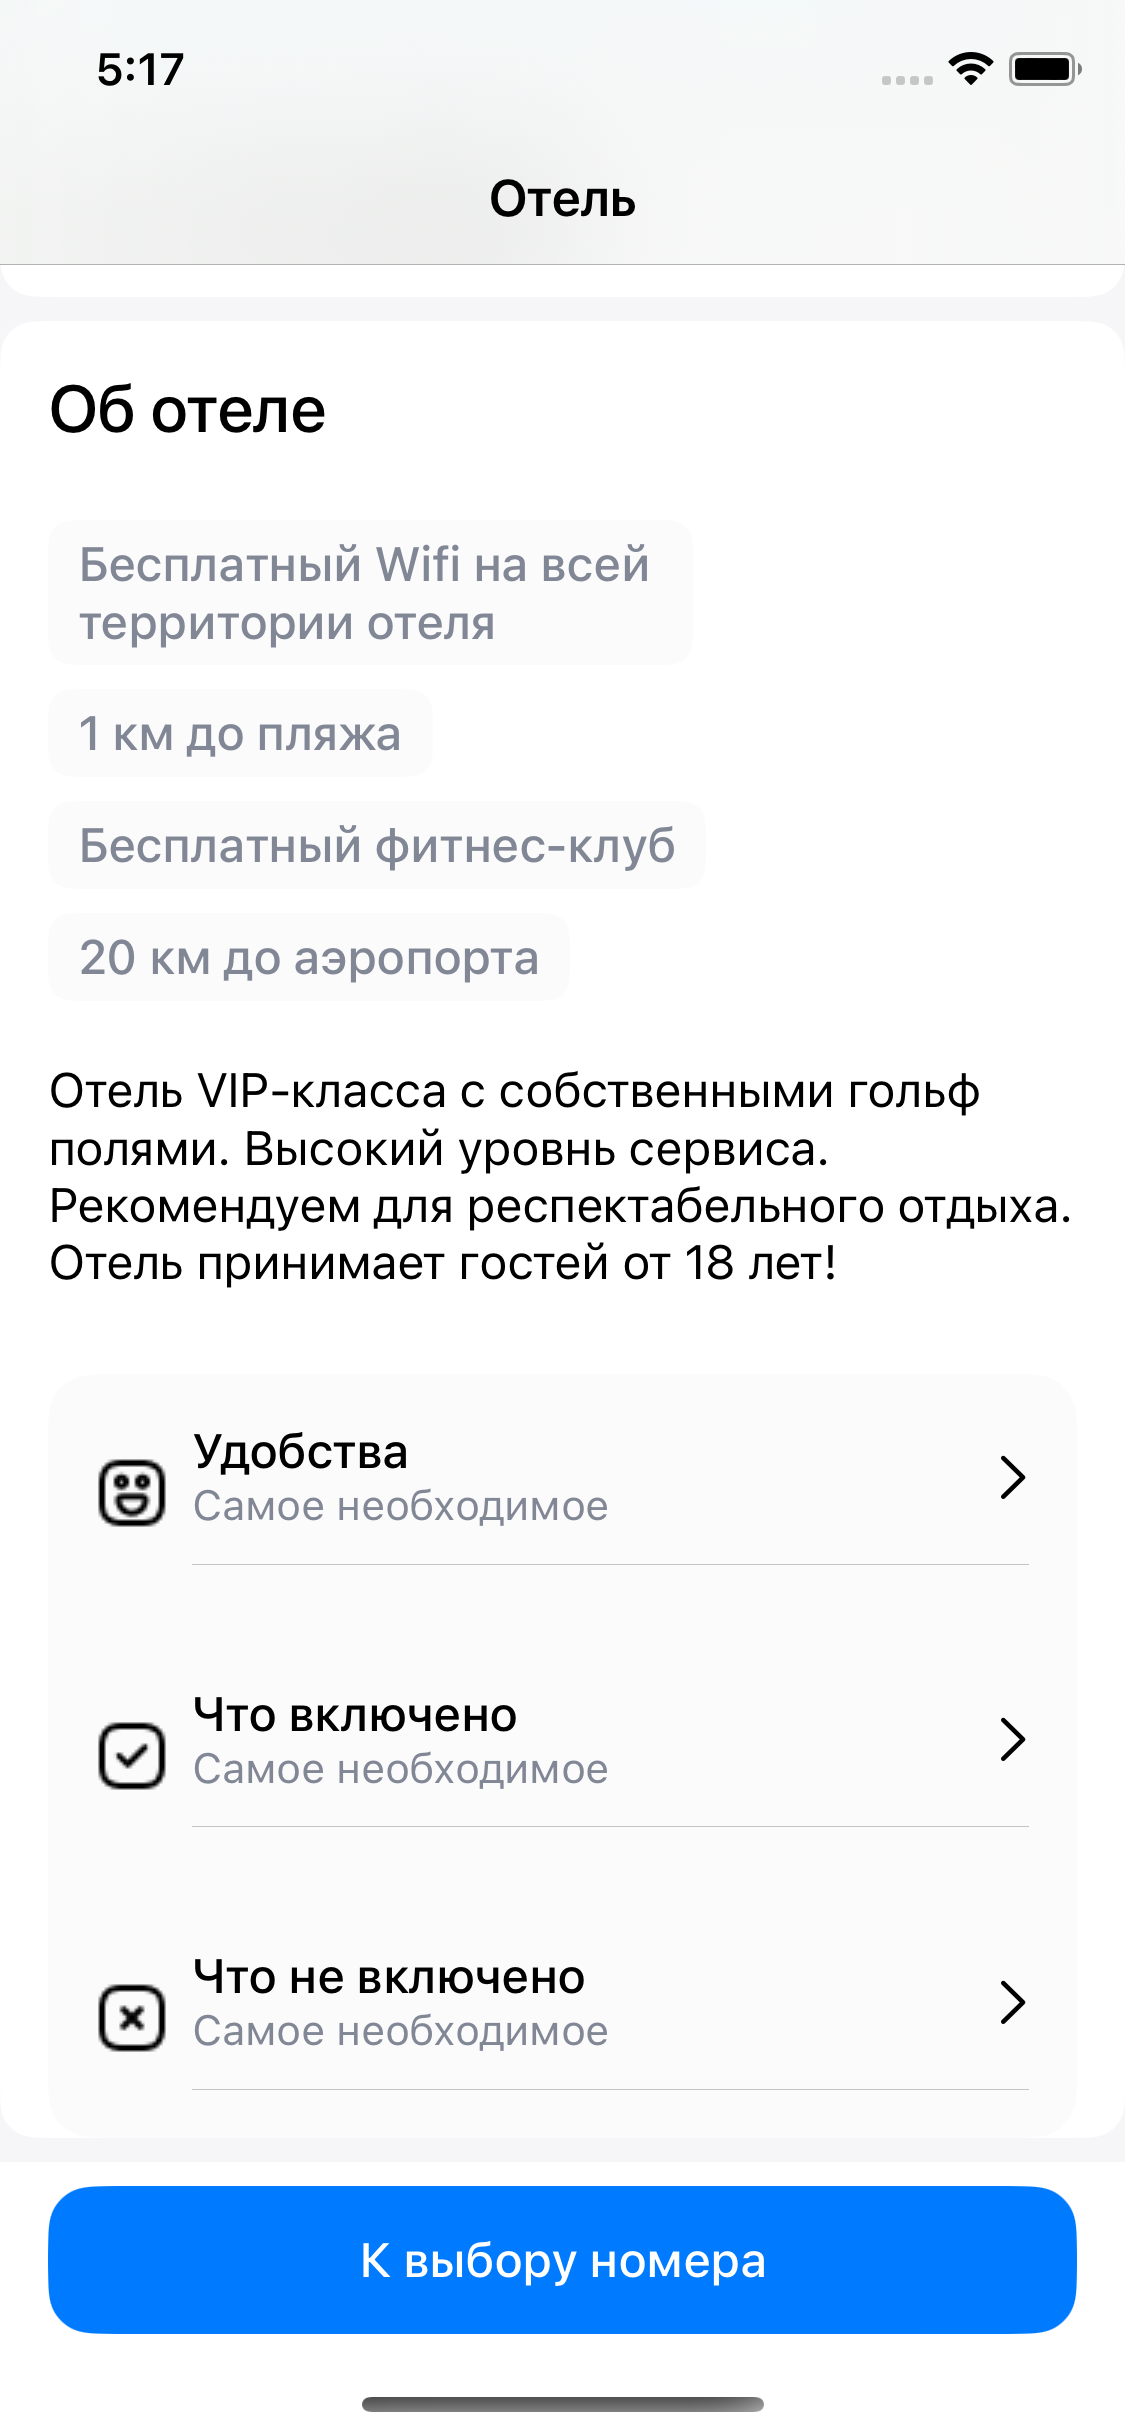 5:17
Отель
Об отеле
Бесплатный Wifi на всей
территории отеля
1 км до пляжа
Бесплатный фитнес-клуб
20 км до аэропорта
Отель VIP-класса с собственными гольф
полями. Высокий уровнь сервиса.
Рекомендуем для респектабельного отдыха.
Отель принимает гостей от 18 лет!
Удобства
Самое необходимое
Что включено
Самое необходимое
Что не включено
Самое необходимое
К выбору номера